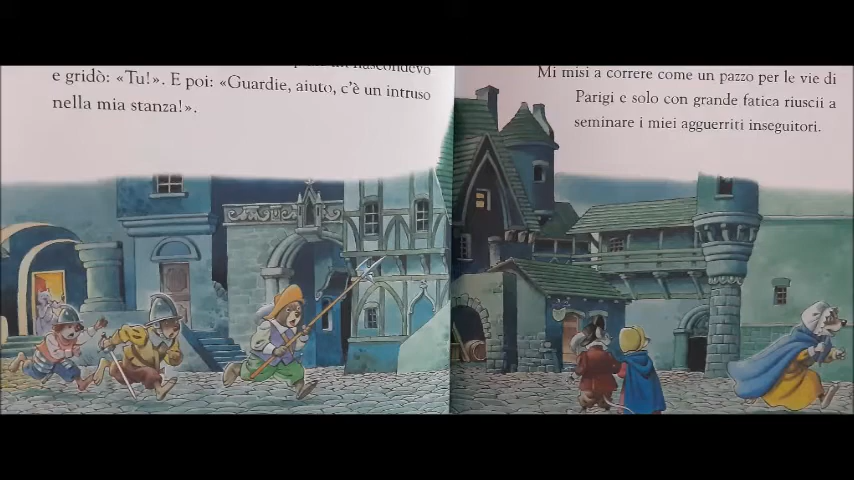 nascondevo
e gridò: «Tu!». E poi: «Guardie, aiuto, c'è un intruso
nella mia stanza!».
Mi misi a correre come un pazzo per le vie di
Parigi e solo con grande fatica riuscii a
seminare i miei agguerriti inseguitori.